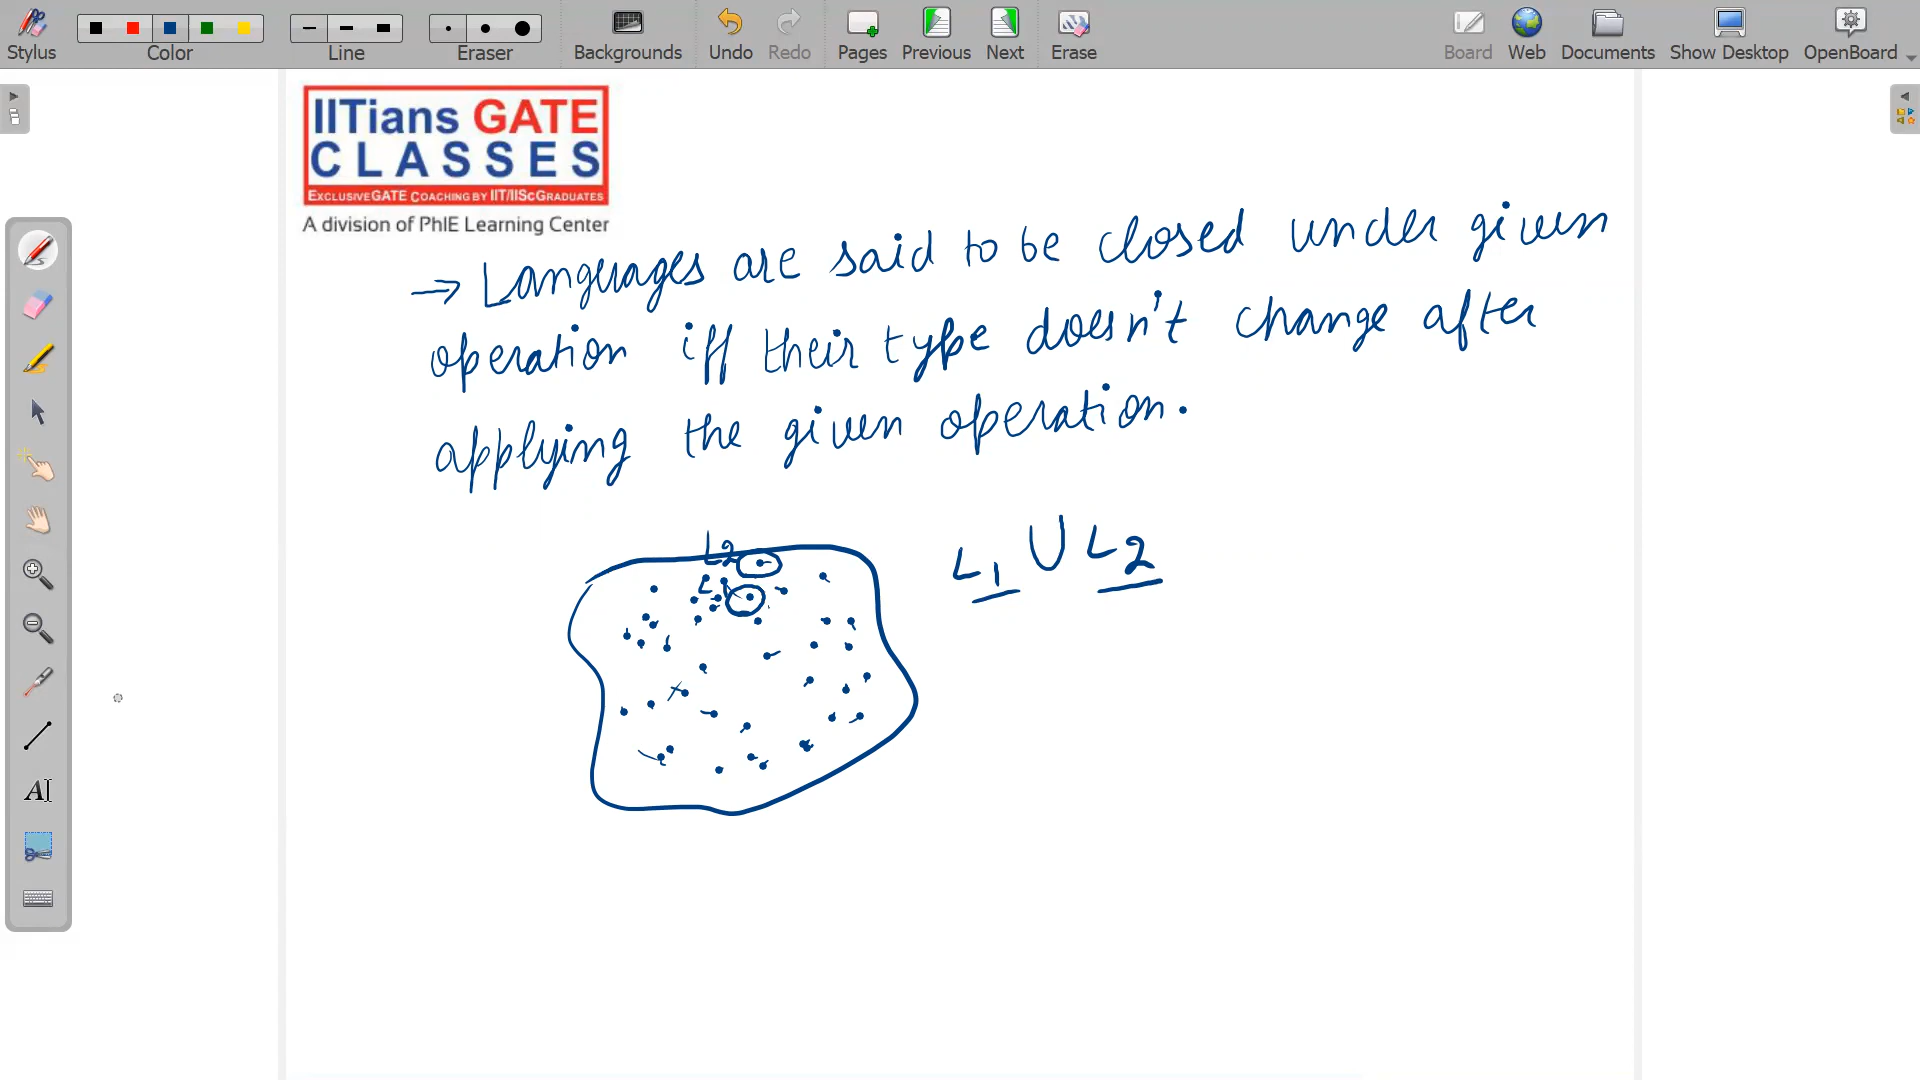 Stylus Color Line Eraser Backgrounds Undo Redo Pages Previous Next Erase Board Web Documents Show Desktop OpenBoard
IITians GATE
CLASSES
EXCLUSIVE GATE COACHING BY IIT/IISc GRADUATES
A division of PhIE Learning Center
→ Languages are said to be closed under given
operation iff their type doesn't change after
applying the given operation.
L2
L1
L1 ∪ L2